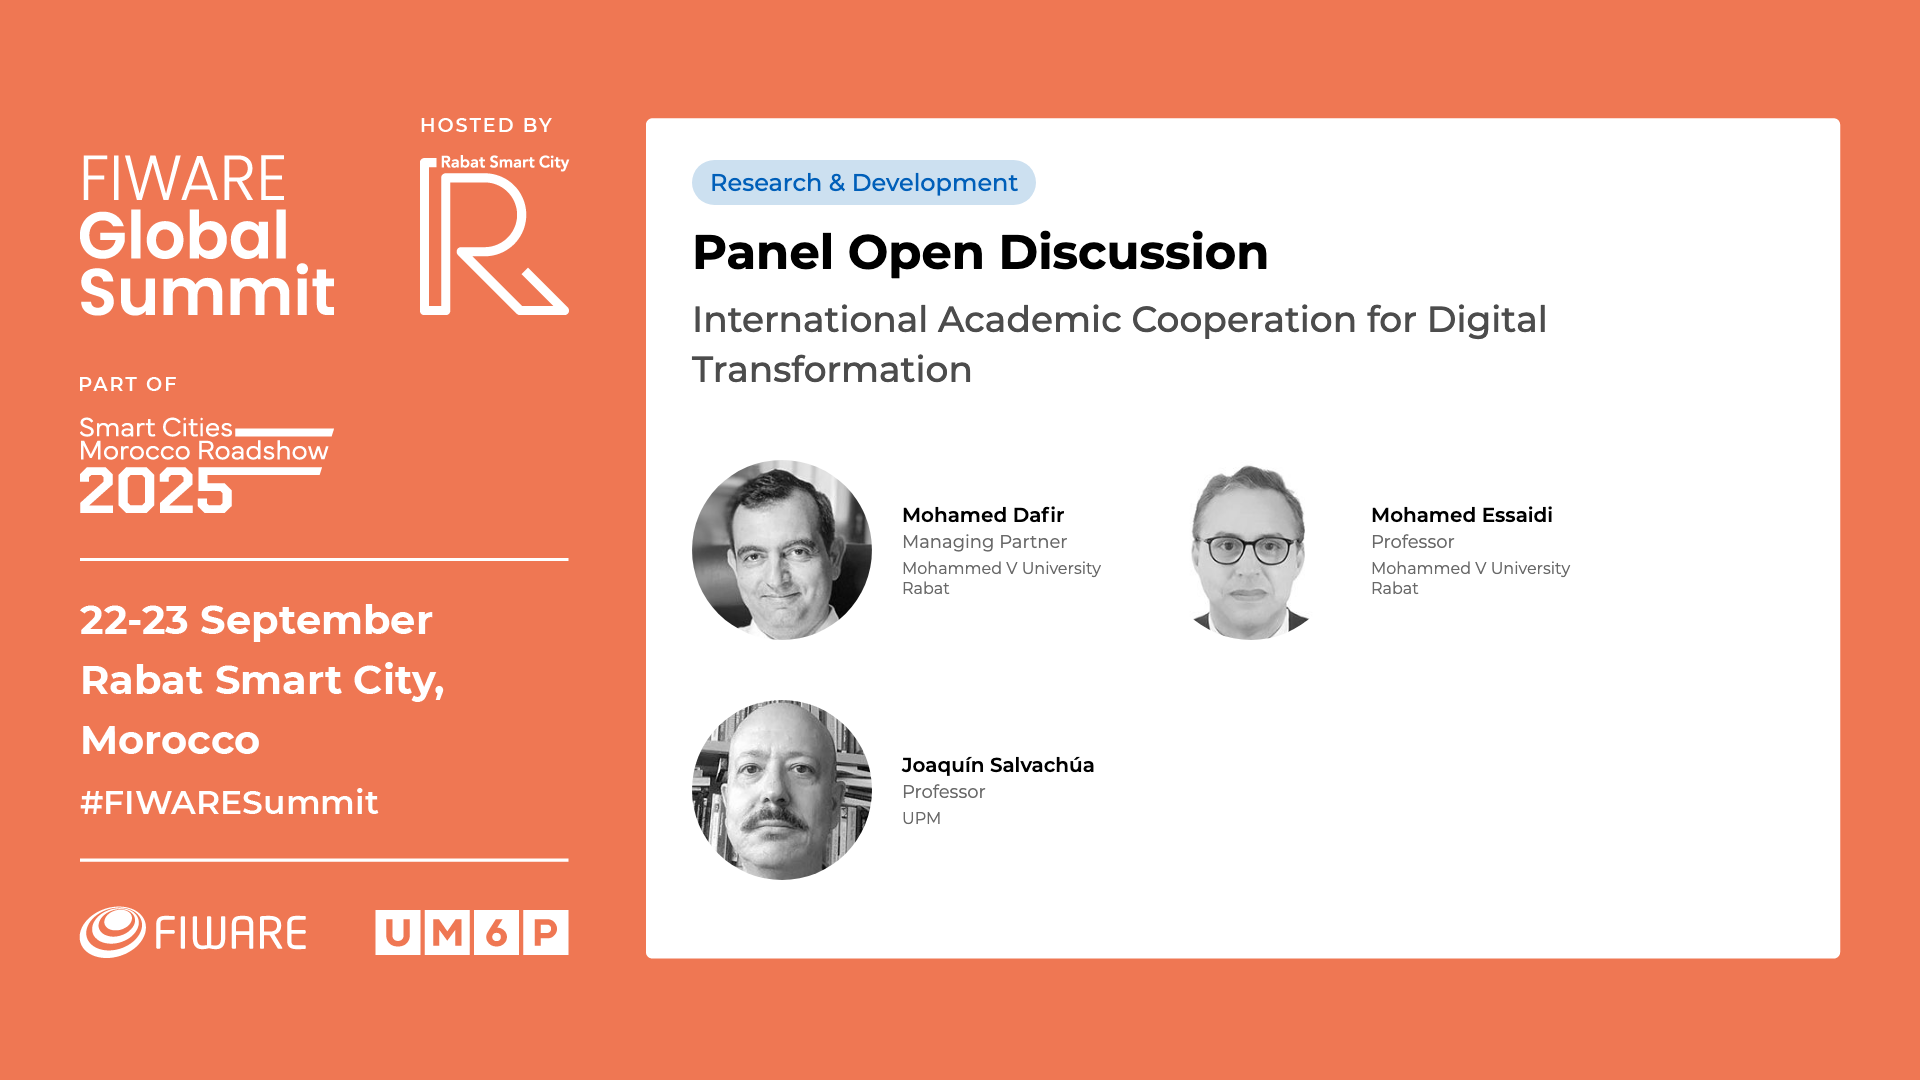 FIWARE
Global
Summit
HOSTED BY
Rabat Smart City
R
PART OF
Smart Cities
Morocco Roadshow
2025
22-23 September
Rabat Smart City,
Morocco
#FIWARESummit
FIWARE
UM6P
Research & Development
Panel Open Discussion
International Academic Cooperation for Digital
Transformation
Mohamed Dafir
Managing Partner
Mohammed V University
Rabat
Mohamed Essaidi
Professor
Mohammed V University
Rabat
Joaquín Salvachúa
Professor
UPM